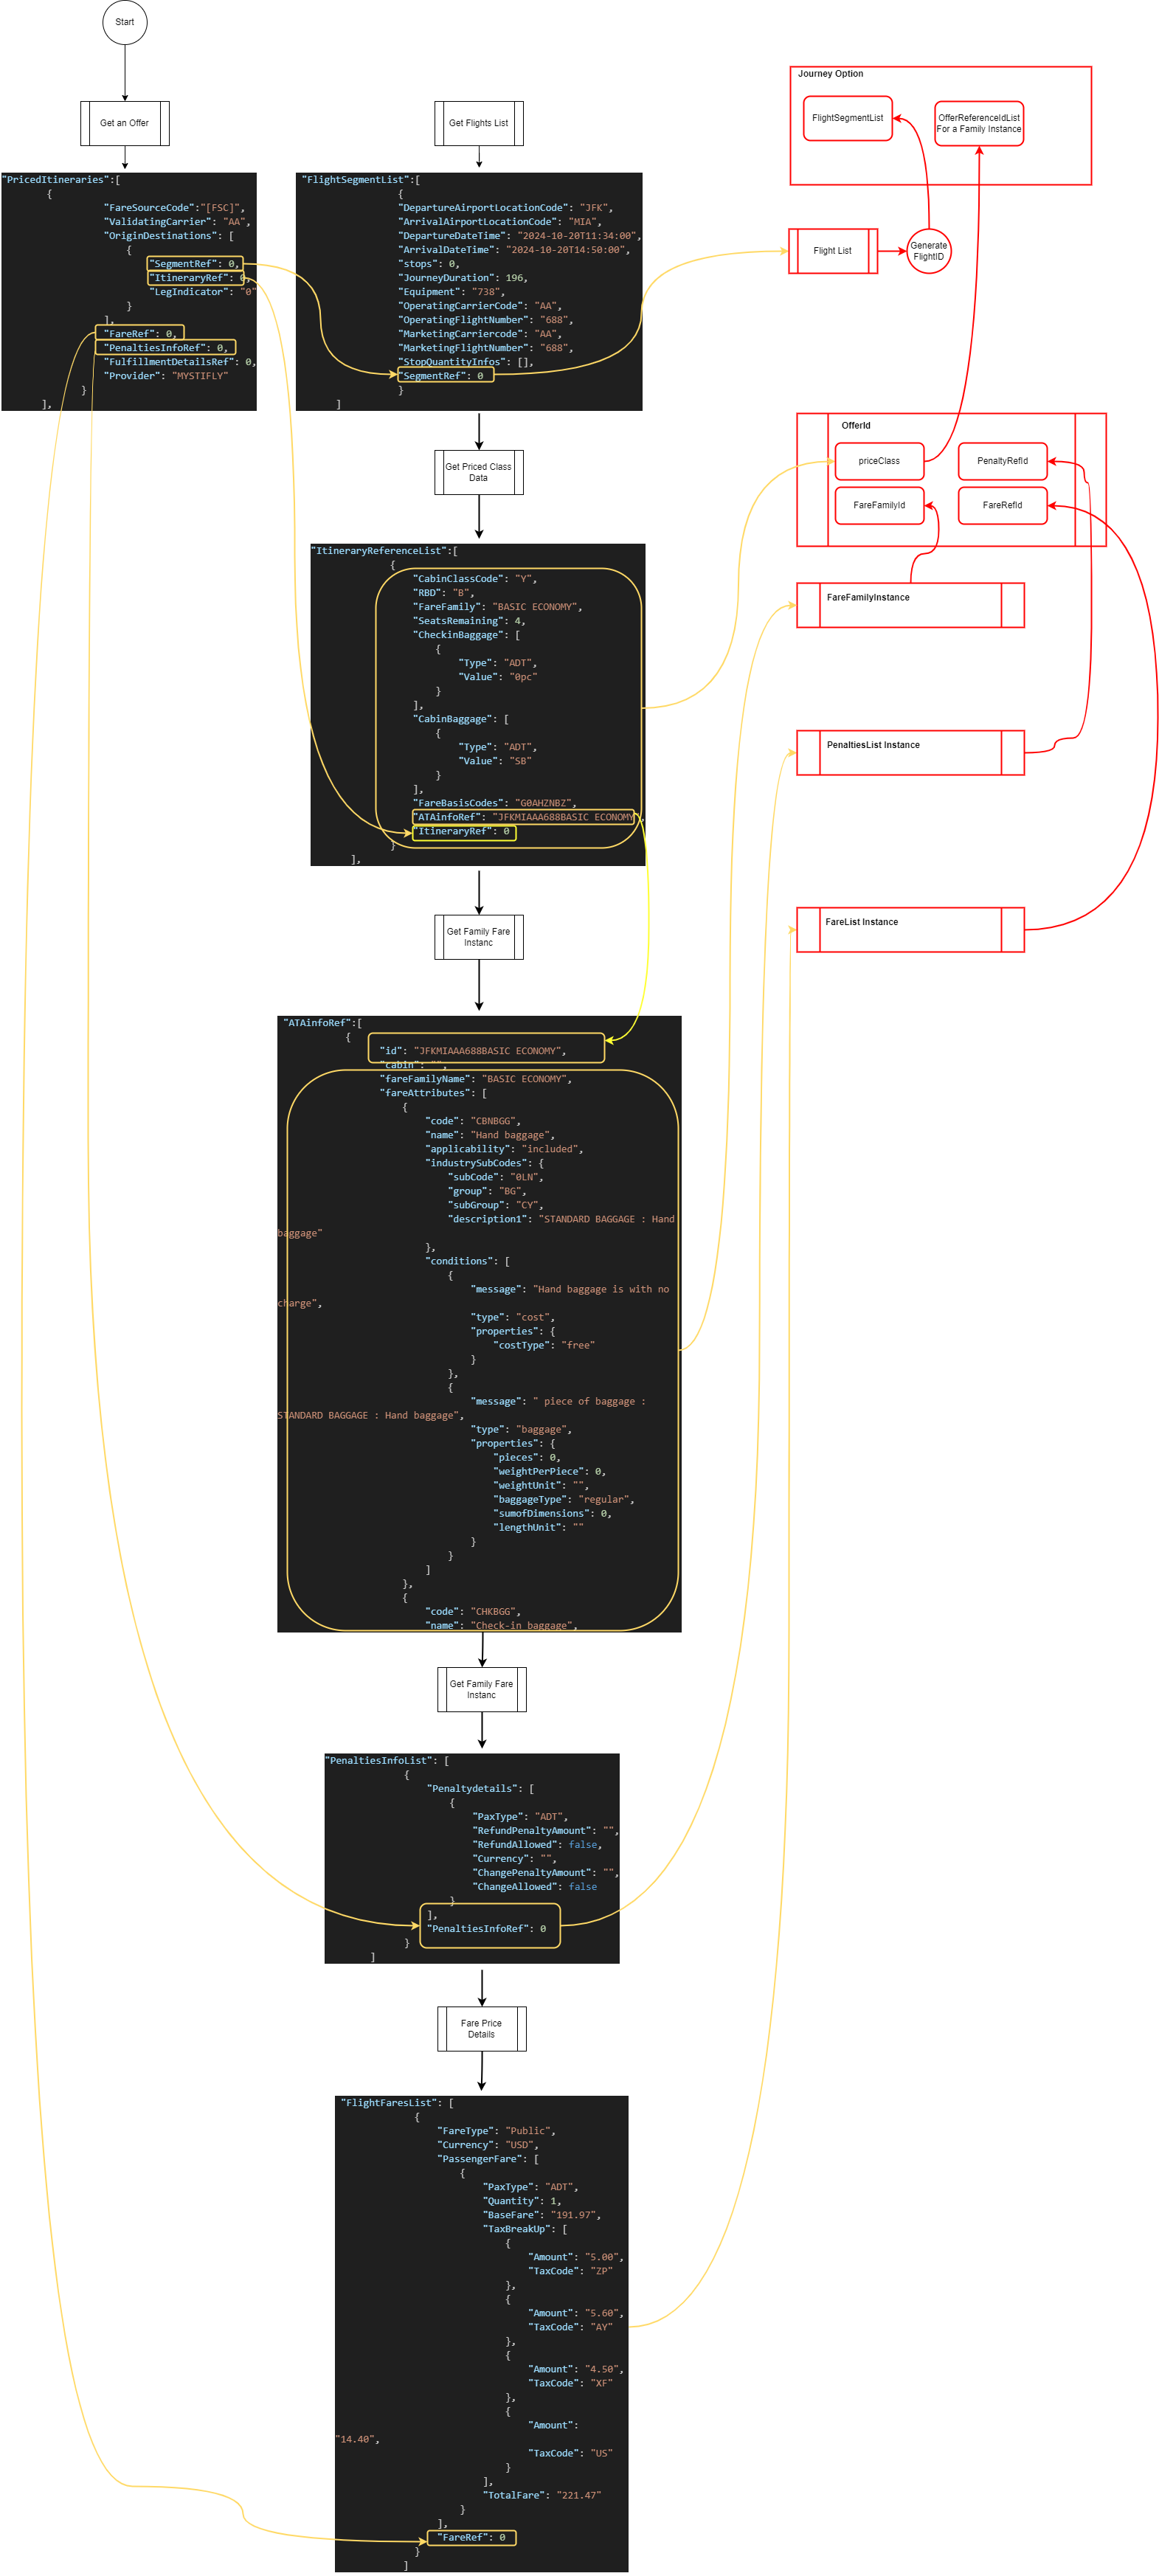 Start
Get an Offer
"PricedItineraries":[
{
"FareSourceCode":"[FSC]",
"ValidatingCarrier": "AA",
"OriginDestinations": [
{
"SegmentRef": 0,
"ItineraryRef": 0,
"LegIndicator": "0"
}
],
"FareRef": 0,
"PenaltiesInfoRef": 0,
"FulfillmentDetailsRef": 0,
"Provider": "MYSTIFLY"
}
],
Get Flights List
"FlightSegmentList":[
{
"DepartureAirportLocationCode": "JFK",
"ArrivalAirportLocationCode": "MIA",
"DepartureDateTime": "2024-10-20T11:34:00",
"ArrivalDateTime": "2024-10-20T14:50:00",
"stops": 0,
"JourneyDuration": 196,
"Equipment": "738",
"OperatingCarrierCode": "AA",
"OperatingFlightNumber": "688",
"MarketingCarriercode": "AA",
"MarketingFlightNumber": "688",
"StopQuantityInfos": [],
"SegmentRef": 0
}
]
Get Priced Class
Data
"ItineraryReferenceList":[
{
"CabinClassCode": "Y",
"RBD": "B",
"FareFamily": "BASIC ECONOMY",
"SeatsRemaining": 4,
"CheckinBaggage": [
{
"Type": "ADT",
"Value": "0pc"
}
],
"CabinBaggage": [
{
"Type": "ADT",
"Value": "SB"
}
],
"FareBasisCodes": "G0AHZNBZ",
"ATAinfoRef": "JFKMIAAA688BASIC ECONOMY",
"ItineraryRef": 0
}
],
Get Family Fare
Instanc
"ATAinfoRef":[
{
"id": "JFKMIAAA688BASIC ECONOMY",
"cabin": "",
"fareFamilyName": "BASIC ECONOMY",
"fareAttributes": [
{
"code": "CBNBGG",
"name": "Hand baggage",
"applicability": "included",
"industrySubCodes": {
"subCode": "0LN",
"group": "BG",
"subGroup": "CY",
"description1": "STANDARD BAGGAGE : Hand
baggage"
},
"conditions": [
{
"message": "Hand baggage is with no
charge",
"type": "cost",
"properties": {
"costType": "free"
}
},
{
"message": " piece of baggage :
STANDARD BAGGAGE : Hand baggage",
"type": "baggage",
"properties": {
"pieces": 0,
"weightPerPiece": 0,
"weightUnit": "",
"baggageType": "regular",
"sumofDimensions": 0,
"lengthUnit": ""
}
}
]
},
{
"code": "CHKBGG",
"name": "Check-in baggage",
Get Family Fare
Instanc
"PenaltiesInfoList": [
{
"Penaltydetails": [
{
"PaxType": "ADT",
"RefundPenaltyAmount": "",
"RefundAllowed": false,
"Currency": "",
"ChangePenaltyAmount": "",
"ChangeAllowed": false
}
],
"PenaltiesInfoRef": 0
}
]
Fare Price
Details
"FlightFaresList": [
{
"FareType": "Public",
"Currency": "USD",
"PassengerFare": [
{
"PaxType": "ADT",
"Quantity": 1,
"BaseFare": "191.97",
"TaxBreakUp": [
{
"Amount": "5.00",
"TaxCode": "ZP"
},
{
"Amount": "5.60",
"TaxCode": "AY"
},
{
"Amount": "4.50",
"TaxCode": "XF"
},
{
"Amount":
"14.40",
"TaxCode": "US"
}
],
"TotalFare": "221.47"
}
],
"FareRef": 0
}
]
Journey Option
FlightSegmentList
OfferReferenceIdList
For a Family Instance
Flight List
Generate
FlightID
OfferId
priceClass
PenaltyRefId
FareFamilyId
FareRefId
FareFamilyInstance
PenaltiesList Instance
FareList Instance